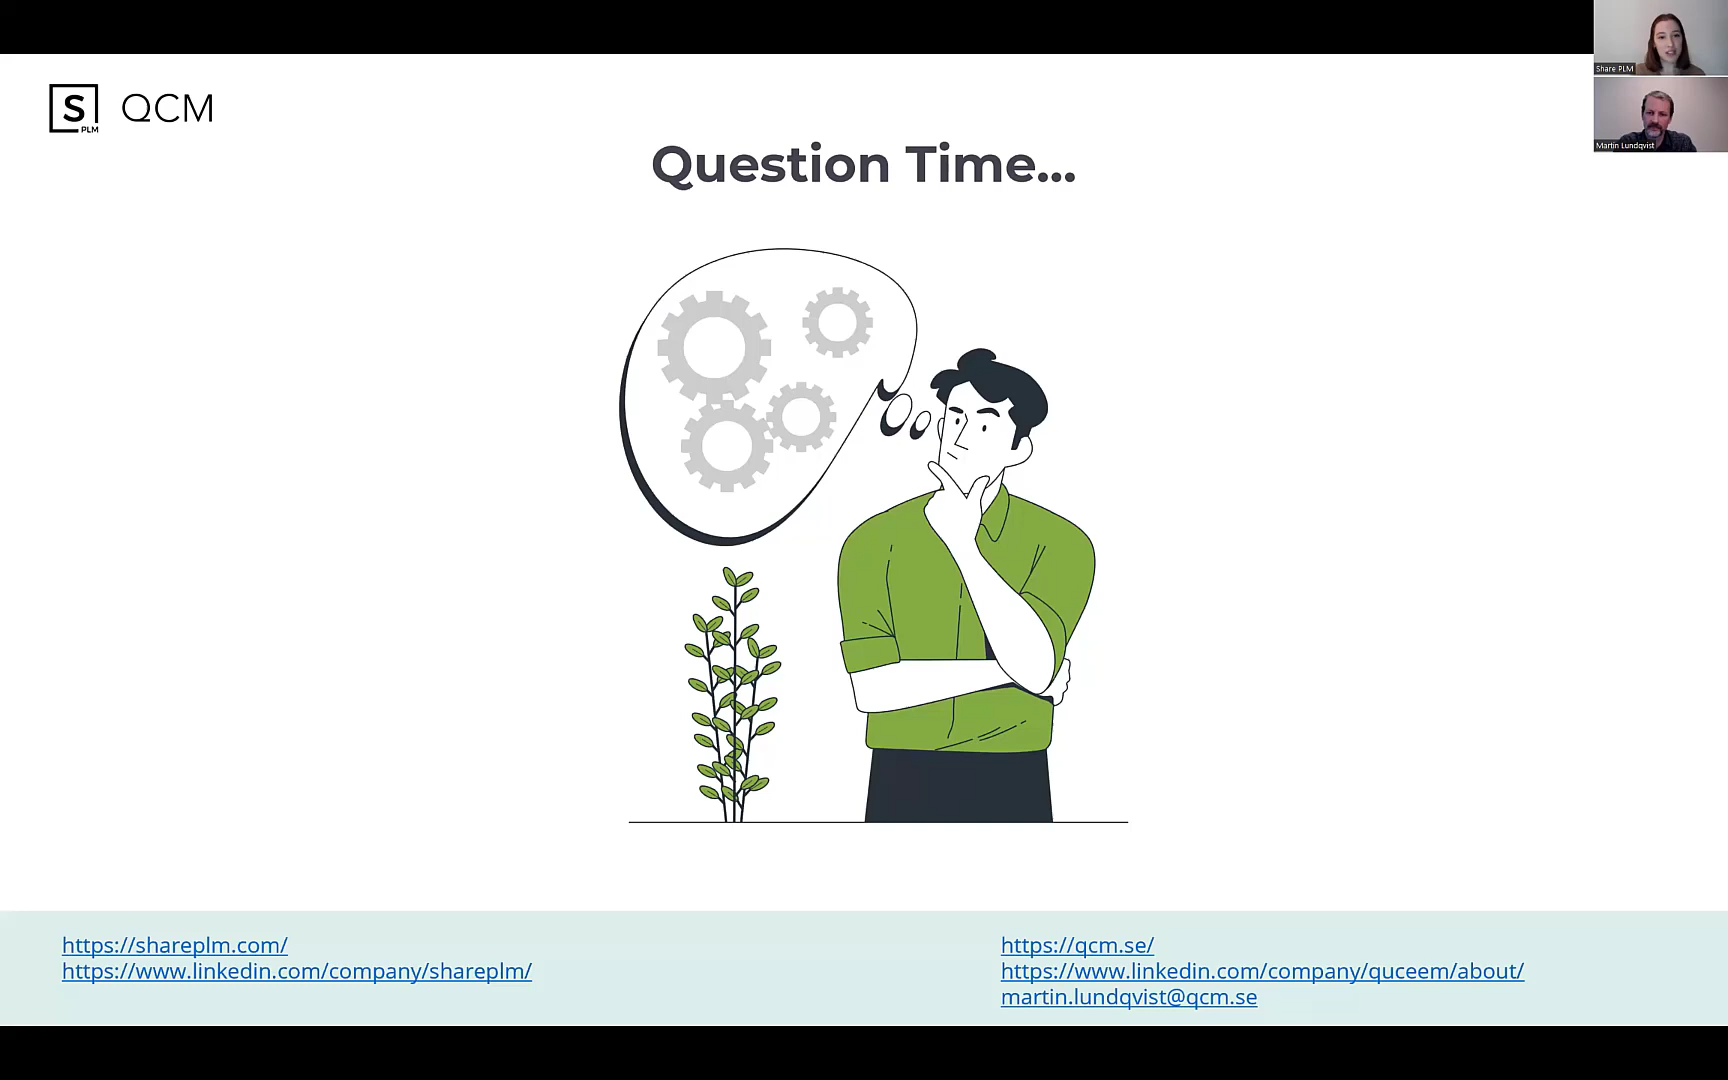 S
PLM
QCM
Question Time...
Share PLM
Martin Lundqvist
https://shareplm.com/
https://www.linkedin.com/company/shareplm/
https://qcm.se/
https://www.linkedin.com/company/quceem/about/
martin.lundqvist@qcm.se